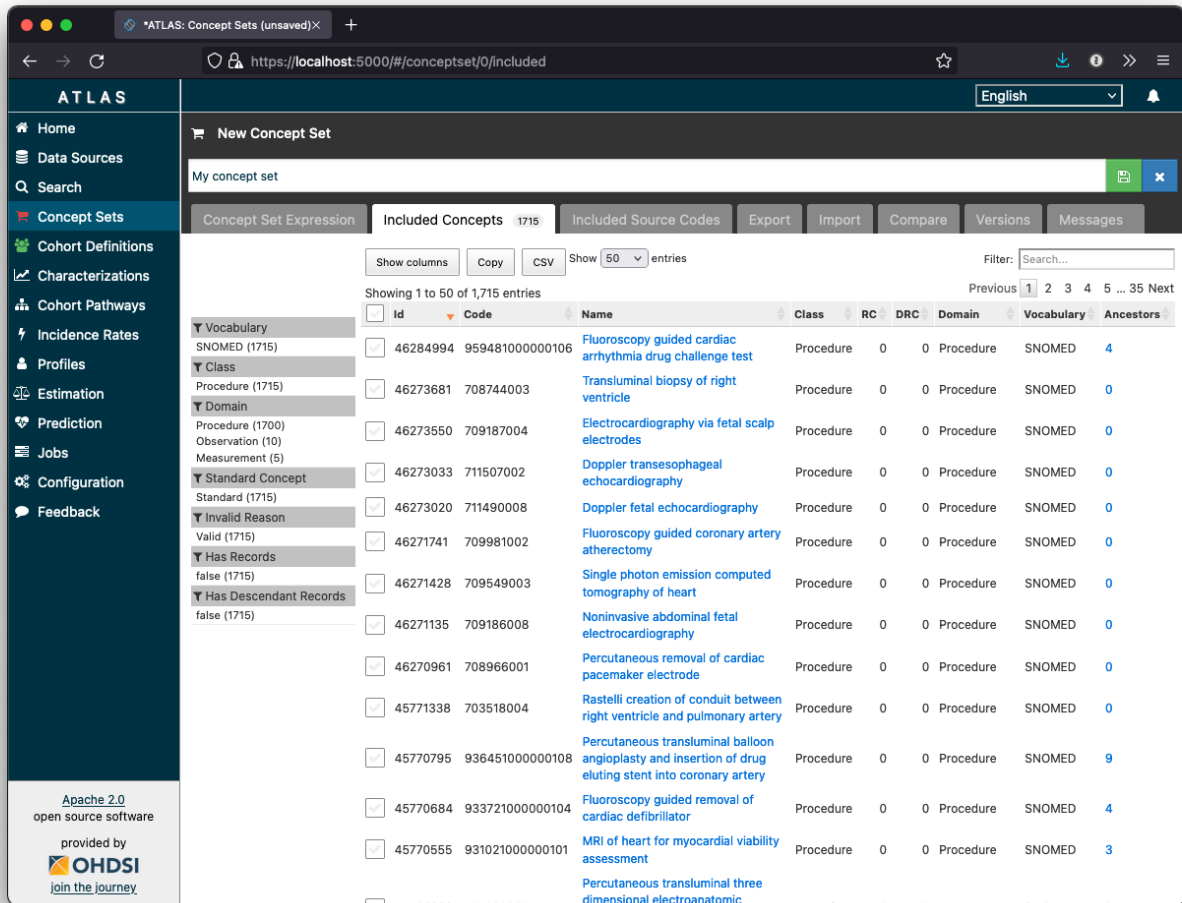 *ATLAS: Concept Sets (unsaved)
https://localhost:5000/#/conceptset/0/included
ATLAS
English
Home
Data Sources
Search
Concept Sets
Cohort Definitions
Characterizations
Cohort Pathways
Incidence Rates
Profiles
Estimation
Prediction
Jobs
Configuration
Feedback
Apache 2.0
open source software
provided by
OHDSI
join the journey
New Concept Set
My concept set
Concept Set Expression Included Concepts 1715 Included Source Codes Export Import Compare Versions Messages
Vocabulary
SNOMED (1715)
Class
Procedure (1715)
Domain
Procedure (1700)
Observation (10)
Measurement (5)
Standard Concept
Standard (1715)
Invalid Reason
Valid (1715)
Has Records
false (1715)
Has Descendant Records
false (1715)
Show columns Copy CSV Show 50 entries Filter: Search...
Showing 1 to 50 of 1,715 entries Previous 1 2 3 4 5 ... 35 Next
Id Code Name Class RC DRC Domain Vocabulary Ancestors
46284994 959481000000106 Fluoroscopy guided cardiac Procedure 0 0 Procedure SNOMED 4
arrhythmia drug challenge test
46273681 708744003 Transluminal biopsy of right Procedure 0 0 Procedure SNOMED 0
ventricle
46273550 709187004 Electrocardiography via fetal scalp Procedure 0 0 Procedure SNOMED 0
electrodes
46273033 711507002 Doppler transesophageal Procedure 0 0 Procedure SNOMED 0
echocardiography
46273020 711490008 Doppler fetal echocardiography Procedure 0 0 Procedure SNOMED 0
46271741 709981002 Fluoroscopy guided coronary artery Procedure 0 0 Procedure SNOMED 0
atherectomy
46271428 709549003 Single photon emission computed Procedure 0 0 Procedure SNOMED 0
tomography of heart
46271135 709186008 Noninvasive abdominal fetal Procedure 0 0 Procedure SNOMED 0
electrocardiography
46270961 708966001 Percutaneous removal of cardiac Procedure 0 0 Procedure SNOMED 0
pacemaker electrode
45771338 703518004 Rastelli creation of conduit between Procedure 0 0 Procedure SNOMED 0
right ventricle and pulmonary artery
45770795 936451000000108 Percutaneous transluminal balloon Procedure 0 0 Procedure SNOMED 9
angioplasty and insertion of drug
eluting stent into coronary artery
45770684 933721000000104 Fluoroscopy guided removal of Procedure 0 0 Procedure SNOMED 4
cardiac defibrillator
45770555 931021000000101 MRI of heart for myocardial viability Procedure 0 0 Procedure SNOMED 3
assessment
Percutaneous transluminal three
dimensional electroanatomic